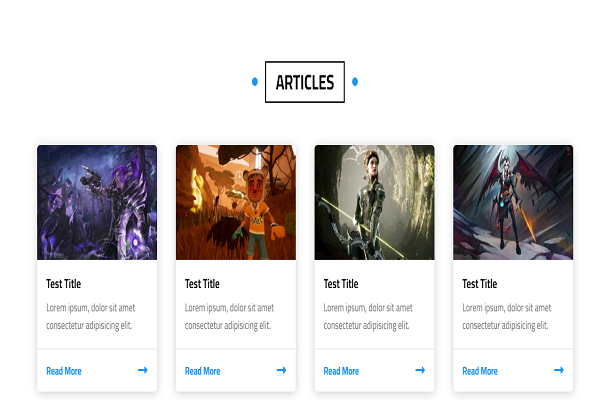 ARTICLES
Test Title
Lorem ipsum, dolor sit amet
consectetur adipisicing elit.
Read More
Test Title
Lorem ipsum, dolor sit amet
consectetur adipisicing elit.
Read More
Test Title
Lorem ipsum, dolor sit amet
consectetur adipisicing elit.
Read More
Test Title
Lorem ipsum, dolor sit amet
consectetur adipisicing elit.
Read More